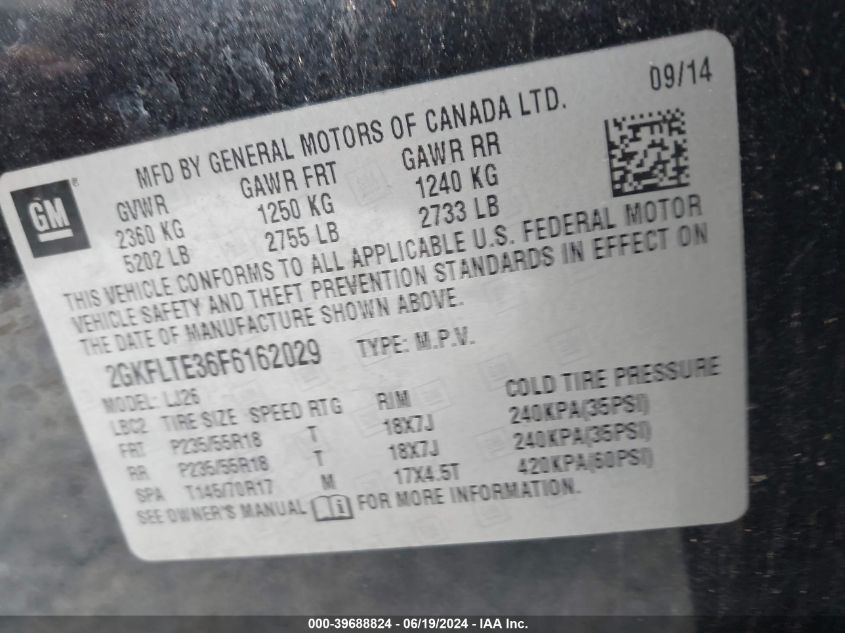 09/14
GM ®
MFD BY GENERAL MOTORS OF CANADA LTD.
GVWR GAWR FRT GAWR RR
2360 KG 1250 KG 1240 KG
5202 LB 2755 LB 2733 LB
THIS VEHICLE CONFORMS TO ALL APPLICABLE U.S. FEDERAL MOTOR
VEHICLE SAFETY AND THEFT PREVENTION STANDARDS IN EFFECT ON
THE DATE OF MANUFACTURE SHOWN ABOVE.
2GKFLTE36F6162029 TYPE: M.P.V.
MODEL- LJ26
LBC2 TIRE SIZE SPEED RTG RIM COLD TIRE PRESSURE
FRT P235/55R18 T 18X7J 240KPA(35PSI)
RR P235/55R18 T 18X7J 240KPA(35PSI)
SPA T145/70R17 M 17X4.5T 420KPA(60PSI)
SEE OWNER'S MANUAL FOR MORE INFORMATION.
000-39688824 - 06/19/2024 - IAA Inc.